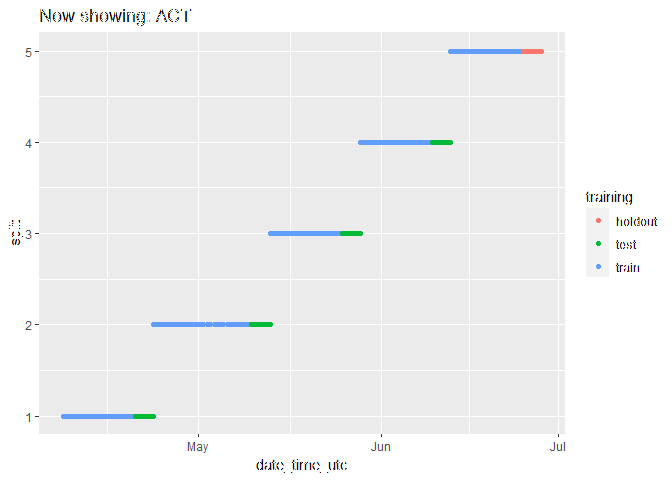 Now showing: ACT
5
4
3
2
1
split
May
Jun
Jul
date_time_utc
training
holdout
test
train